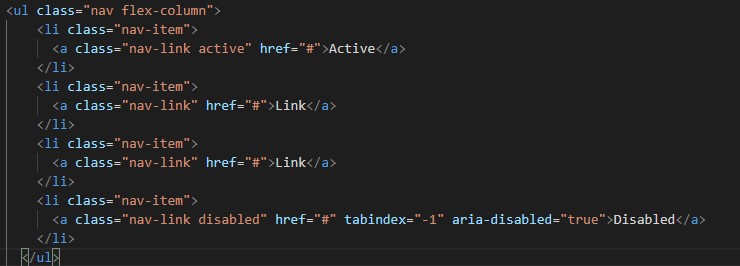 <ul class="nav flex-column">
<li class="nav-item">
<a class="nav-link active" href="#">Active</a>
</li>
<li class="nav-item">
<a class="nav-link" href="#">Link</a>
</li>
<li class="nav-item">
<a class="nav-link" href="#">Link</a>
</li>
<li class="nav-item">
<a class="nav-link disabled" href="#" tabindex="-1" aria-disabled="true">Disabled</a>
</li>
</ul>